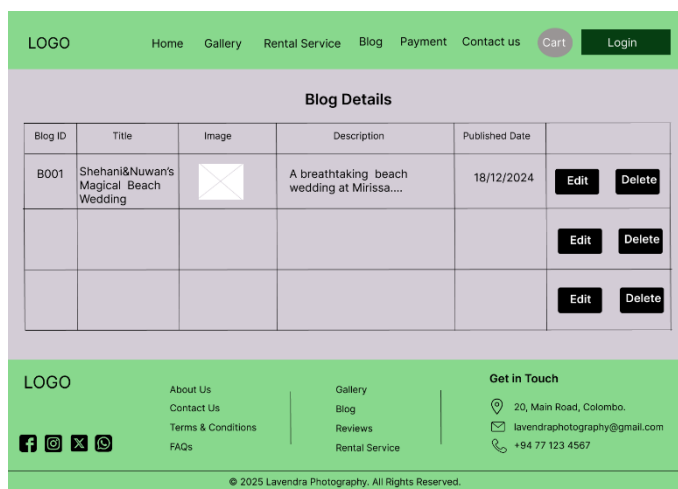 LOGO
Home Gallery Rental Service Blog Payment Contact us Cart Login
Blog Details
Blog ID Title Image Description Published Date
B001
Shehani&Nuwan's
Magical Beach
Wedding
A breathtaking beach
wedding at Mirissa....
18/12/2024
Edit Delete
Edit Delete
Edit Delete
LOGO
About Us
Contact Us
Terms & Conditions
FAQs
Gallery
Blog
Reviews
Rental Service
Get in Touch
20, Main Road, Colombo.
lavendraphotography@gmail.com
+94 77 123 4567
© 2025 Lavendra Photography. All Rights Reserved.